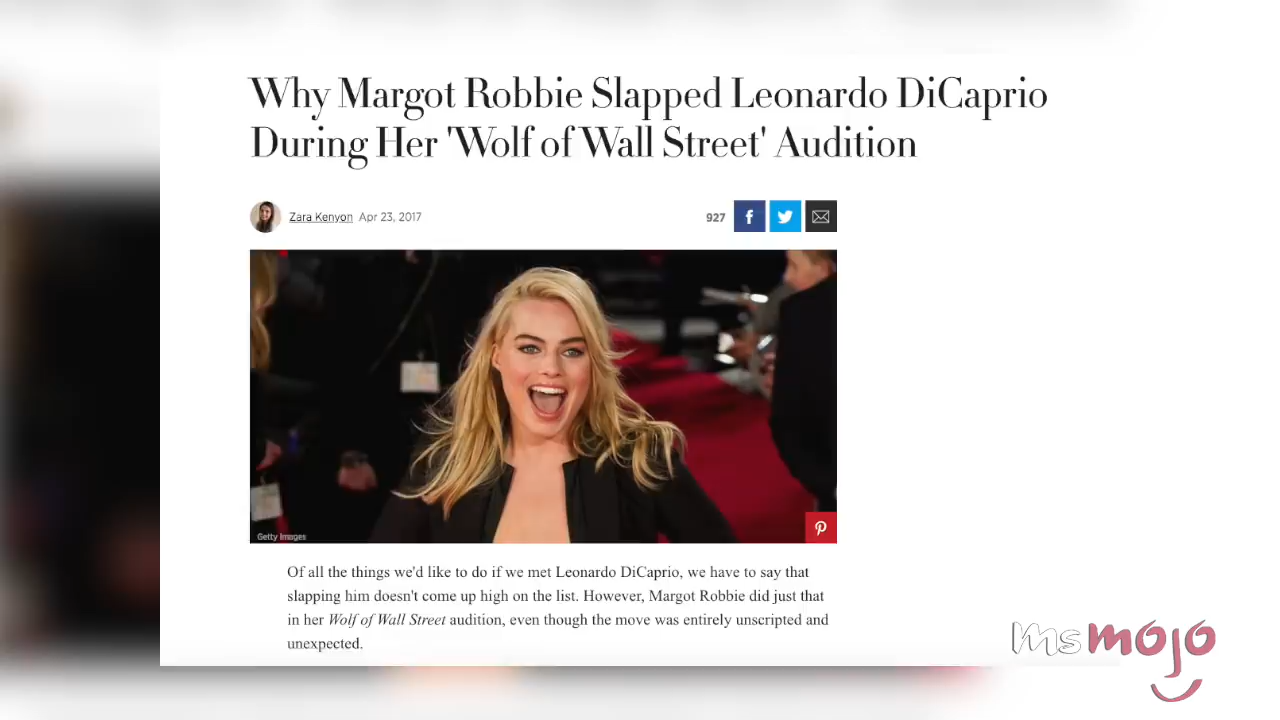 Why Margot Robbie Slapped Leonardo DiCaprio
During Her 'Wolf of Wall Street' Audition
Zara Kenyon Apr 23, 2017
927
Getty Images
Of all the things we'd like to do if we met Leonardo DiCaprio, we have to say that
slapping him doesn't come up high on the list. However, Margot Robbie did just that
in her Wolf of Wall Street audition, even though the move was entirely unscripted and
unexpected.
msmojo